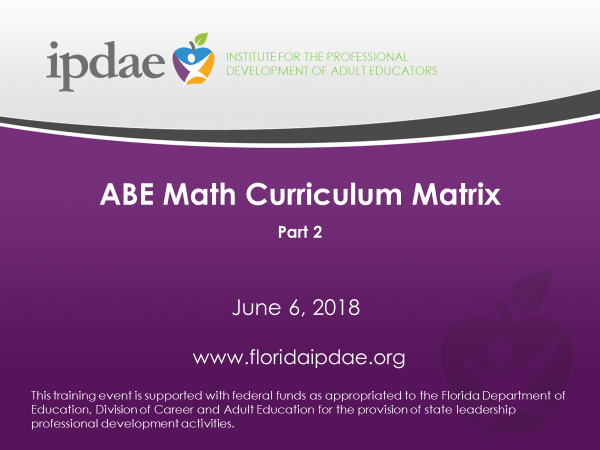 ipdae
INSTITUTE FOR THE PROFESSIONAL
DEVELOPMENT OF ADULT EDUCATORS
ABE Math Curriculum Matrix
Part 2
June 6, 2018
www.floridaipdae.org
This training event is supported with federal funds as appropriated to the Florida Department of
Education, Division of Career and Adult Education for the provision of state leadership
professional development activities.